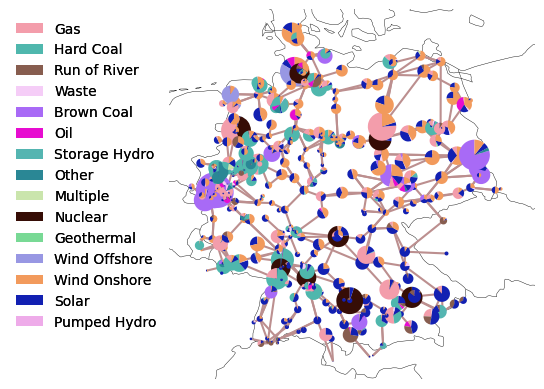 Gas
Hard Coal
Run of River
Waste
Brown Coal
Oil
Storage Hydro
Other
Multiple
Nuclear
Geothermal
Wind Offshore
Wind Onshore
Solar
Pumped Hydro